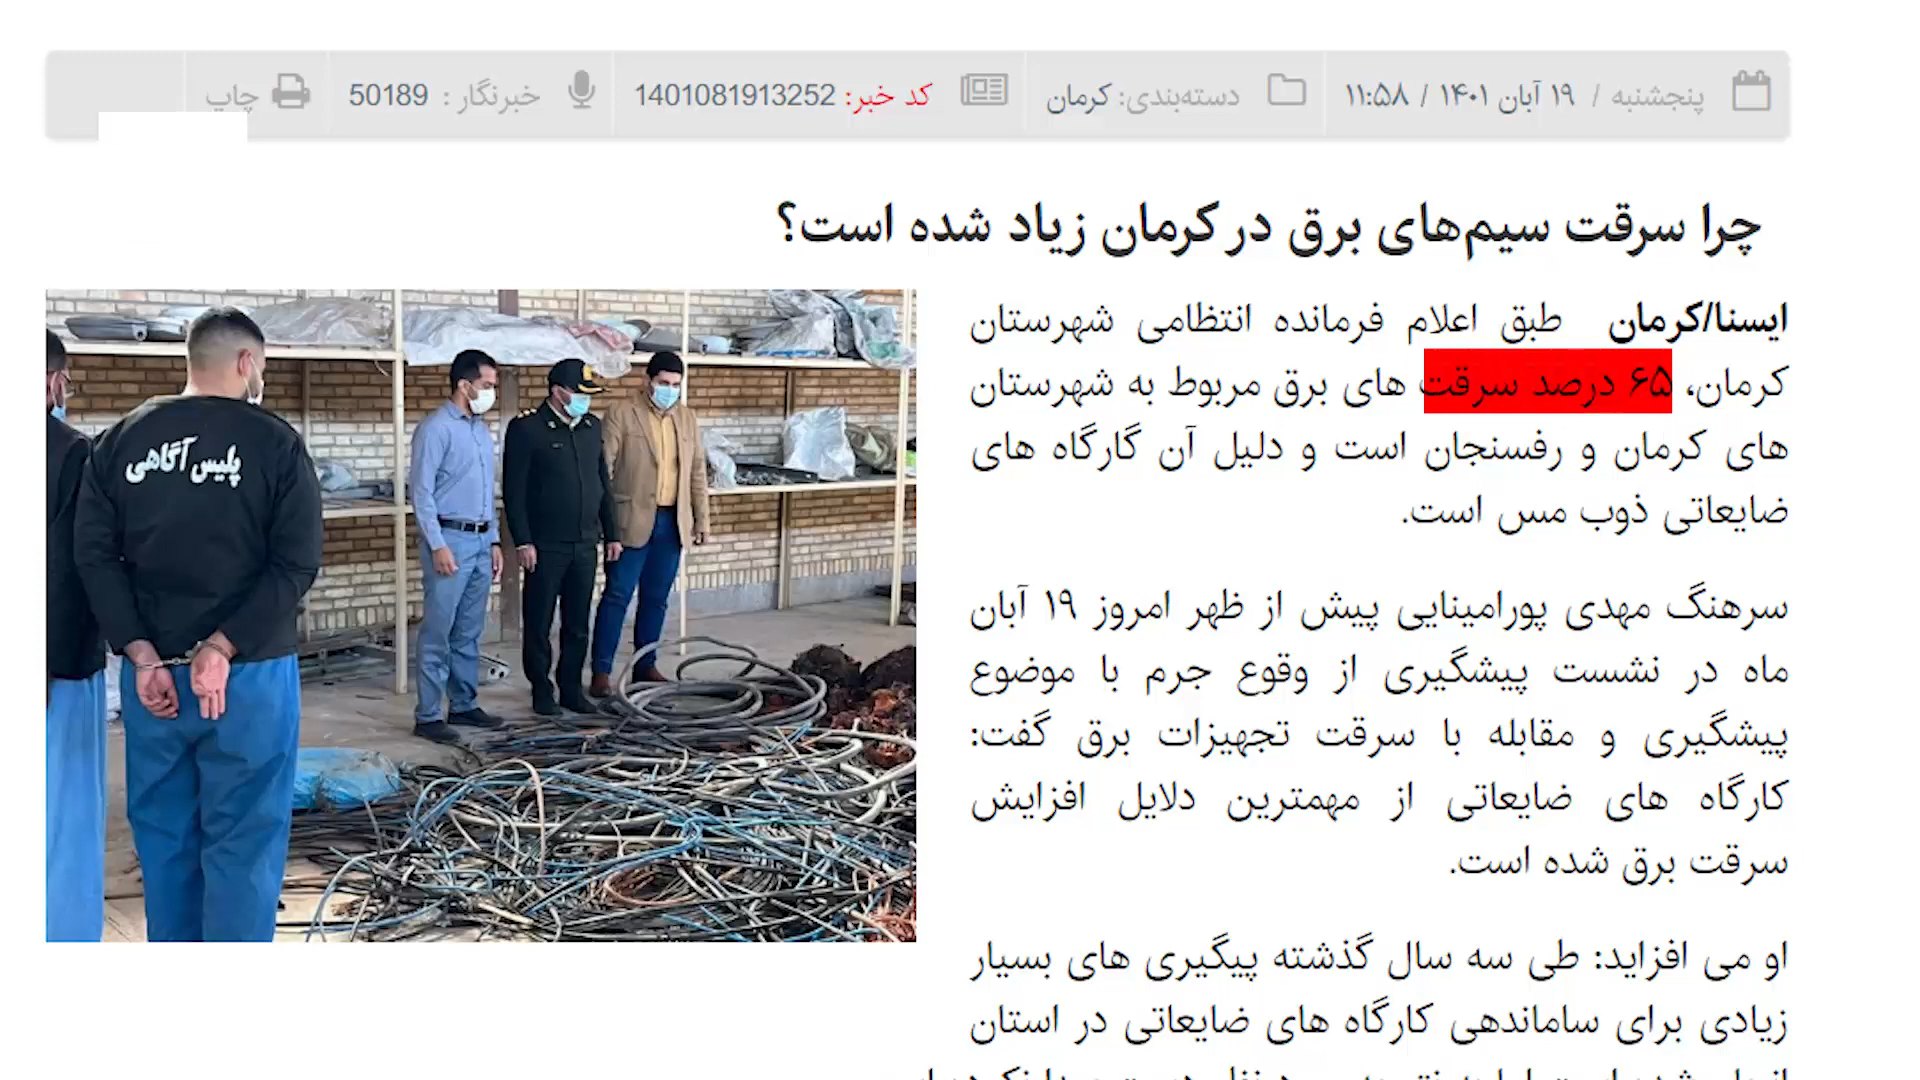 پنجشنبه / ۱۹ آبان ۱۴۰۱ / ۱۱:۵۸ دسته‌بندی: کرمان کد خبر: 1401081913252 خبرنگار : 50189 چاپ
چرا سرقت سیم‌های برق در کرمان زیاد شده است؟
ایسنا/کرمان طبق اعلام فرمانده انتظامی شهرستان
کرمان، ۶۵ درصد سرقت های برق مربوط به شهرستان
های کرمان و رفسنجان است و دلیل آن گارگاه های
ضایعاتی ذوب مس است.
سرهنگ مهدی پورامینایی پیش از ظهر امروز ۱۹ آبان
ماه در نشست پیشگیری از وقوع جرم با موضوع
پیشگیری و مقابله با سرقت تجهیزات برق گفت:
کارگاه های ضایعاتی از مهمترین دلایل افزایش
سرقت برق شده است.
او می افزاید: طی سه سال گذشته پیگیری های بسیار
زیادی برای ساماندهی کارگاه های ضایعاتی در استان
پلیس آگاهی